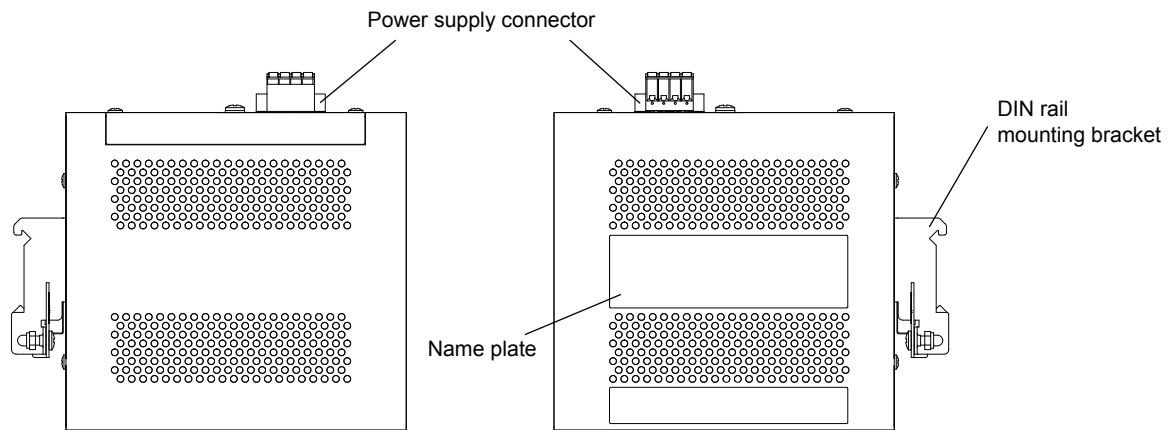 Power supply connector
DIN rail
mounting bracket
Name plate